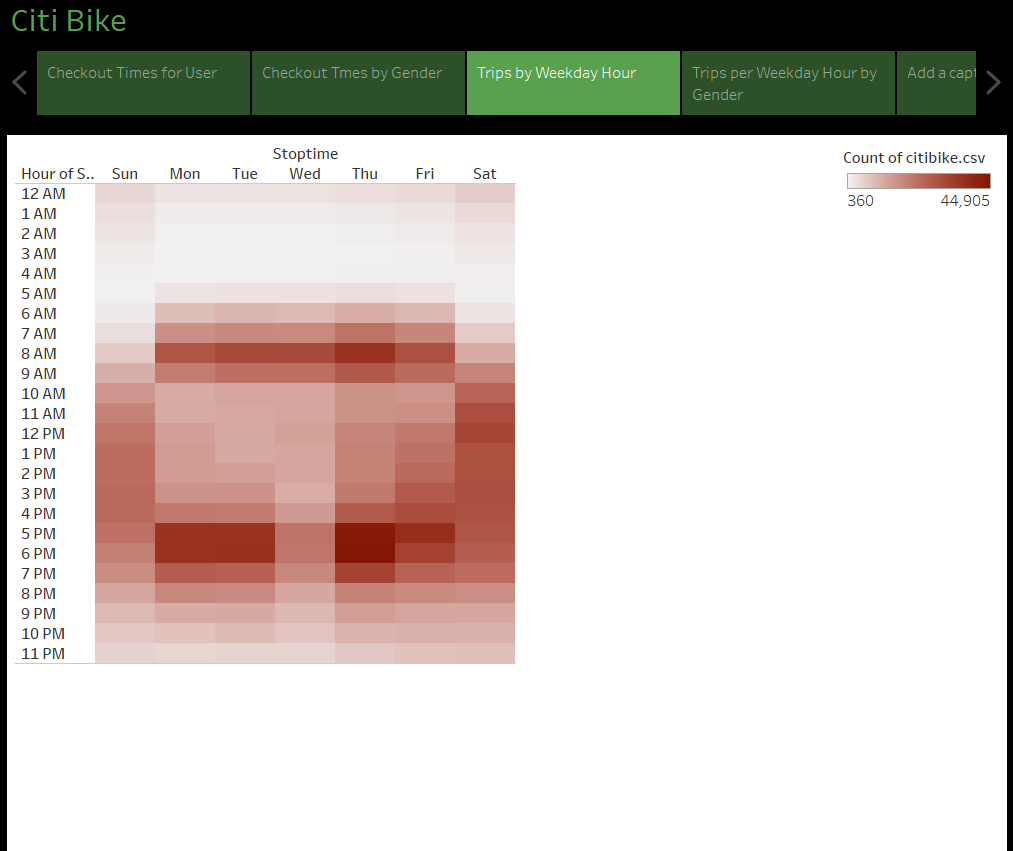 Citi Bike
Checkout Times for User
Checkout Tmes by Gender
Trips by Weekday Hour
Trips per Weekday Hour by
Gender
Add a capt
Stoptime
Hour of S..
Sun Mon Tue Wed Thu Fri Sat
12 AM
1 AM
2 AM
3 AM
4 AM
5 AM
6 AM
7 AM
8 AM
9 AM
10 AM
11 AM
12 PM
1 PM
2 PM
3 PM
4 PM
5 PM
6 PM
7 PM
8 PM
9 PM
10 PM
11 PM
Count of citibike.csv
360 44,905